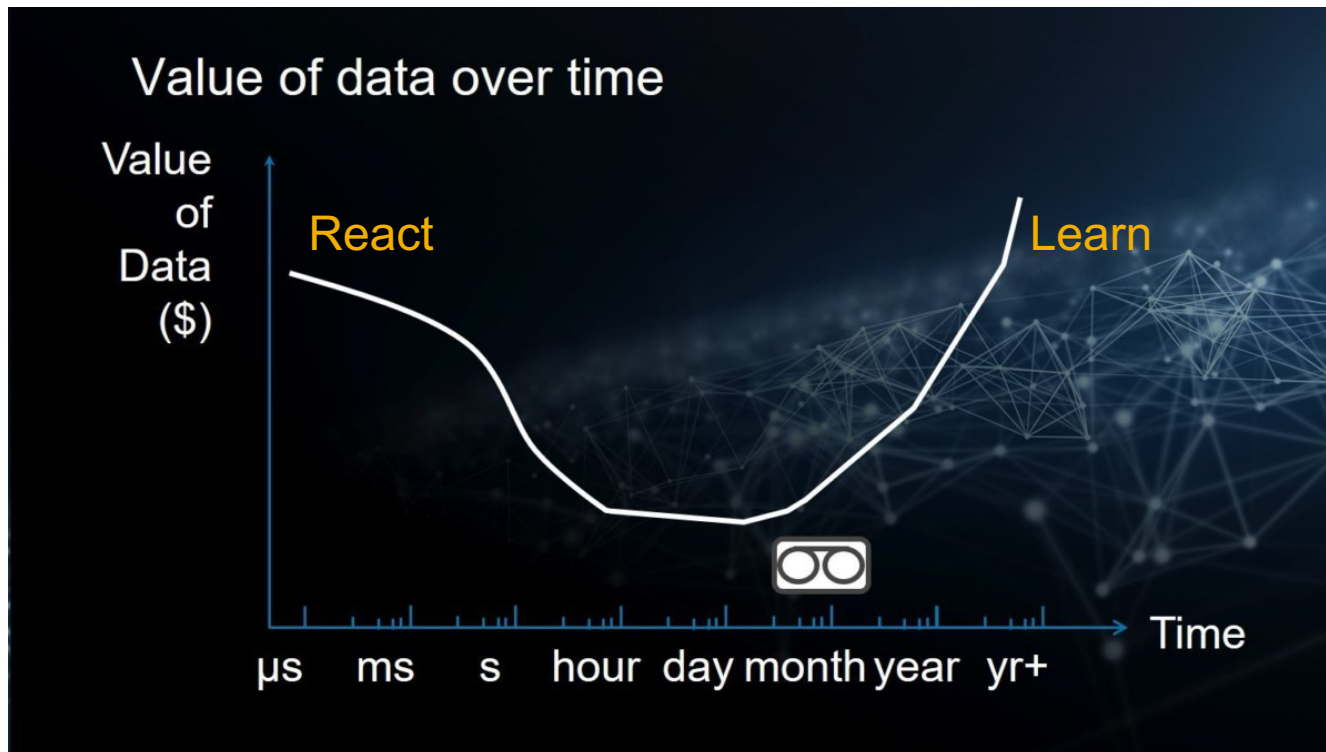 Value of data over time
Value
of
Data
($)
React
Learn
Time
µs ms s hour day month year yr+